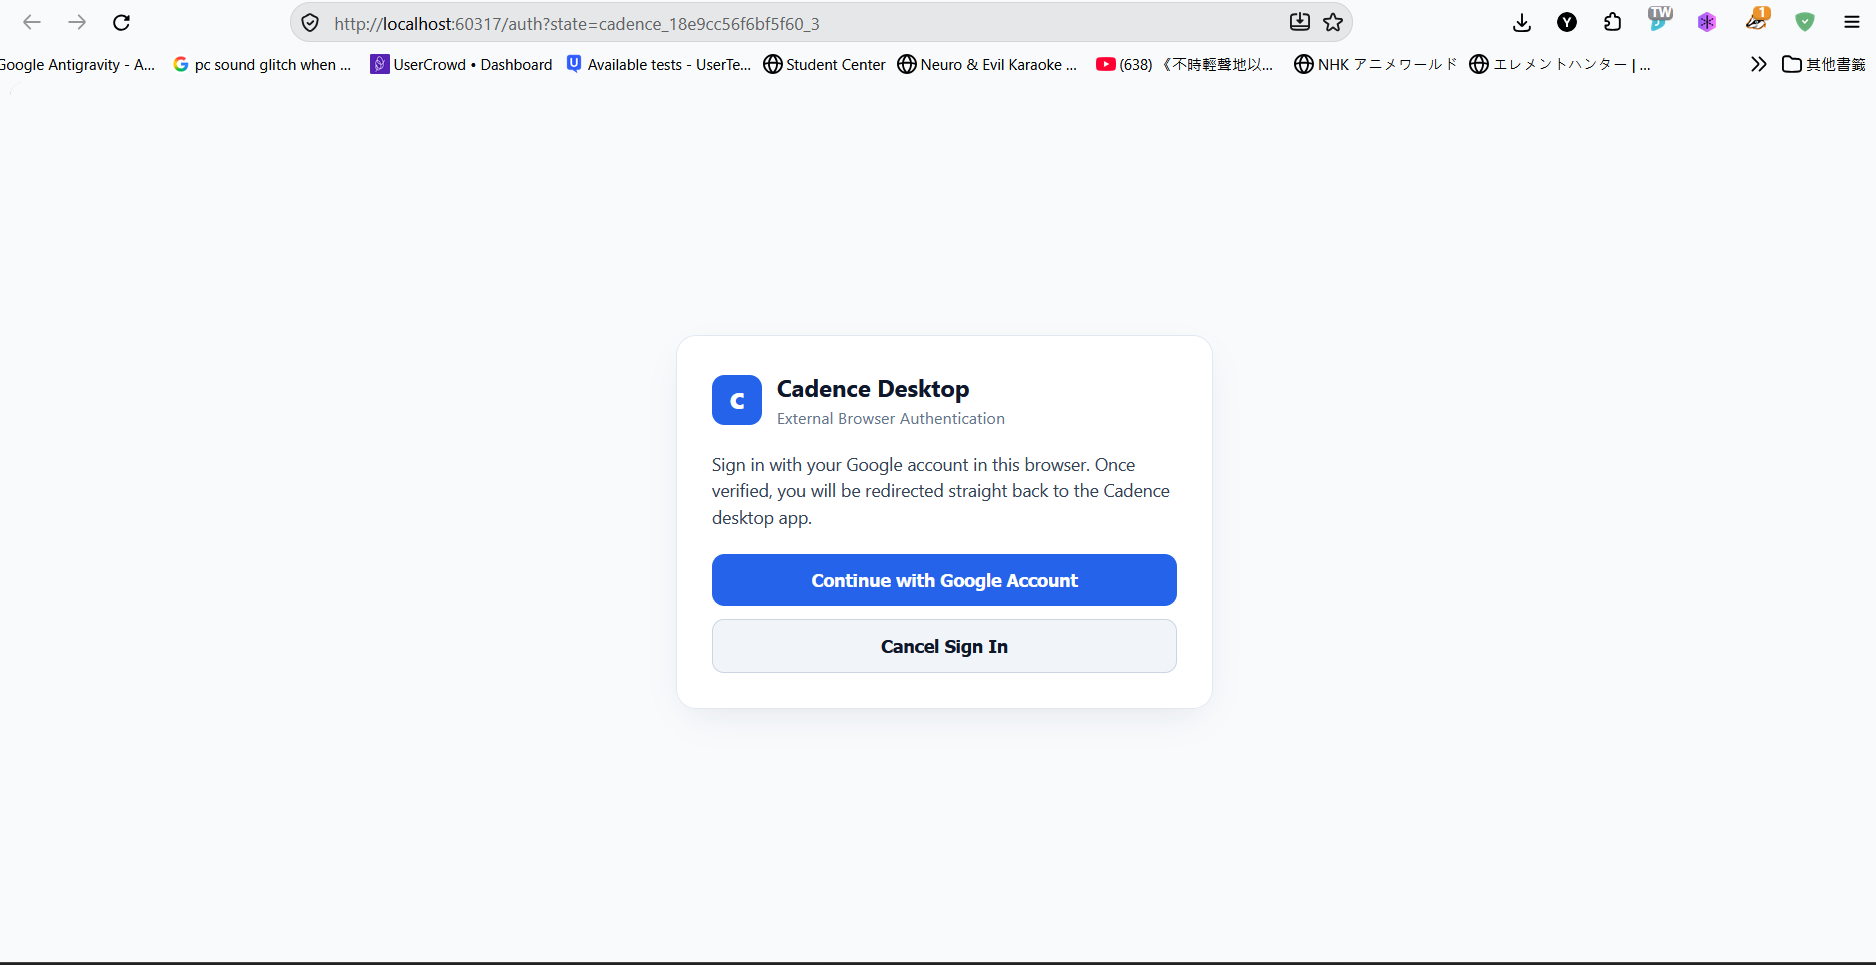 http://localhost:60317/auth?state=cadence_18e9cc56f6bf5f60_3
TW
1
Y
Google Antigravity - A...
pc sound glitch when ...
UserCrowd • Dashboard
Available tests - UserTe...
Student Center
Neuro & Evil Karaoke ...
(638) 《不時輕聲地以...
NHK アニメワールド
エレメントハンター | ...
其他書籤
C
Cadence Desktop
External Browser Authentication
Sign in with your Google account in this browser. Once
verified, you will be redirected straight back to the Cadence
desktop app.
Continue with Google Account
Cancel Sign In